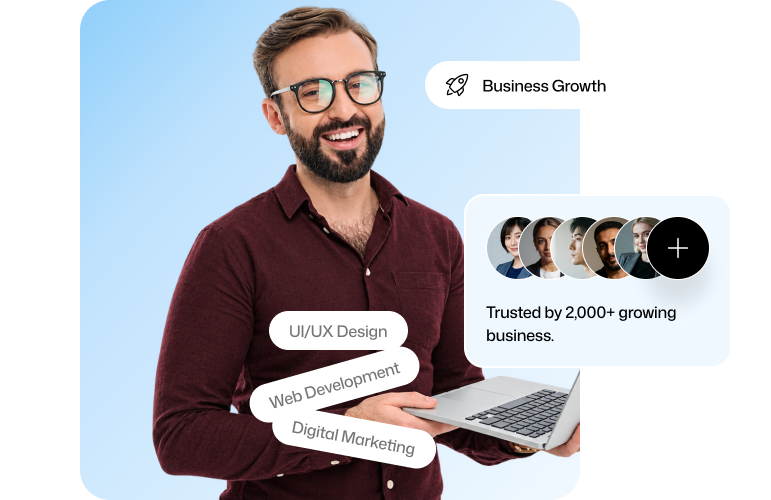 Business Growth
Trusted by 2,000+ growing
business.
UI/UX Design
Web Development
Digital Marketing